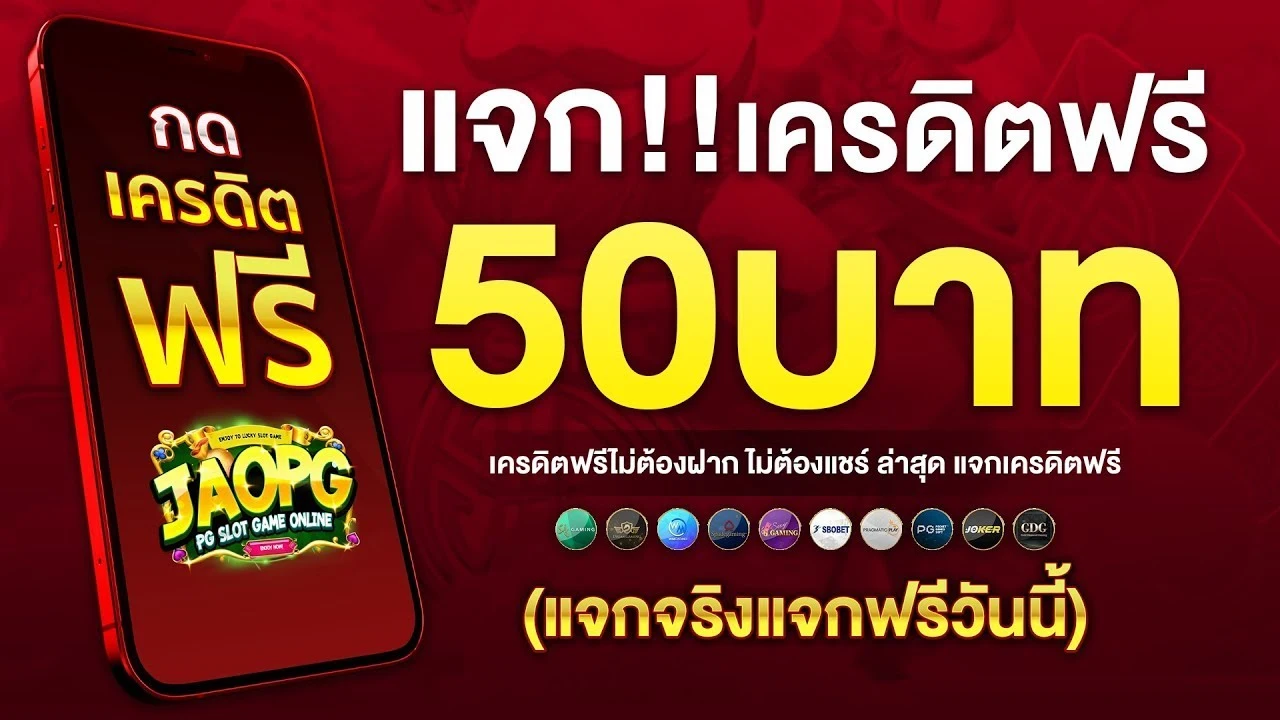 กด
เครดิต
ฟรี
ENJOY TO LUCKY SLOT GAME
JAOPG
PG SLOT GAME ONLINE
ENJOY NOW
แจก!!เครดิตฟรี
50บาท
เครดิตฟรีไม่ต้องฝาก ไม่ต้องแชร์ ล่าสุด แจกเครดิตฟรี
GAMING
WM
GAMING
SBOBET
PRAGMATIC PLAY
PG
JOKER
GDG
(แจกจริงแจกฟรีวันนี้)